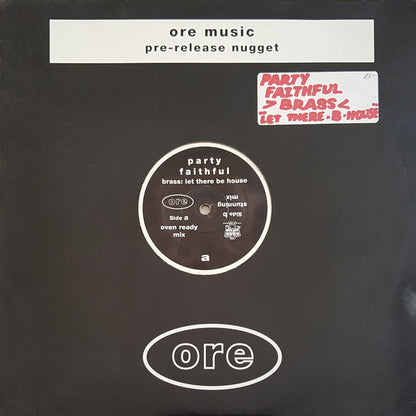 ore music
pre-release nugget
PARTY
FAITHFUL
> BRASS <
LET THERE·B·HOUSE
party
faithful
brass: let there be house
ore
Side a
oven ready
mix
Side b
stunning
mix
a
ore